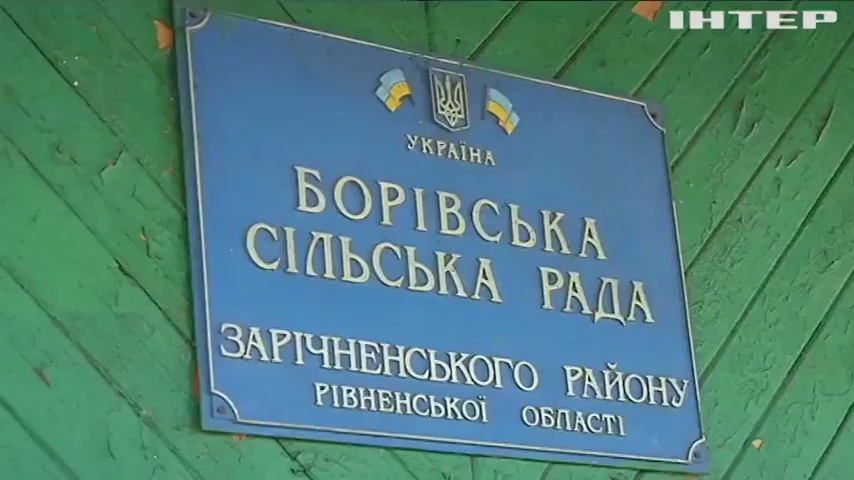 ІНТЕР
УКРАЇНА
БОРІВСЬКА
СІЛЬСЬКА РАДА
ЗАРІЧНЕНСЬКОГО РАЙОНУ
РІВНЕНСЬКОЇ ОБЛАСТІ